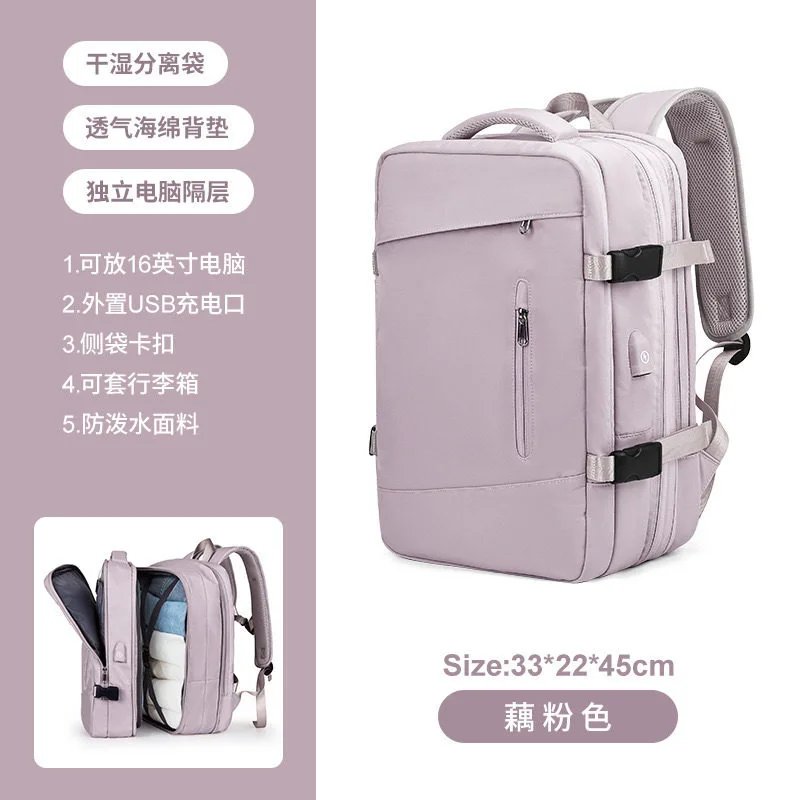 干湿分离袋
透气海绵背垫
独立电脑隔层
1.可放16英寸电脑
2.外置USB充电口
3.侧袋卡扣
4.可套行李箱
5.防泼水面料
Size:33*22*45cm
藕粉色